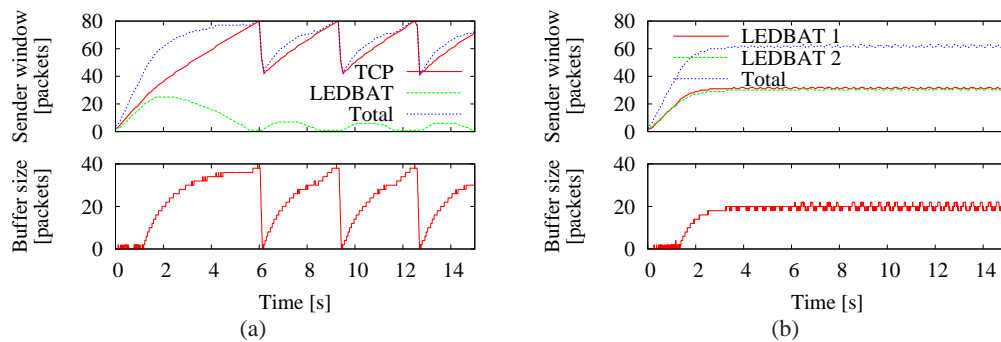 Sender window
[packets]
80
60
40
20
0
TCP
LEDBAT
Total
Buffer size
[packets]
40
20
0
0 2 4 6 8 10 12 14
Time [s]
(a)
Sender window
[packets]
80
60
40
20
0
LEDBAT 1
LEDBAT 2
Total
Buffer size
[packets]
40
20
0
0 2 4 6 8 10 12 14
Time [s]
(b)